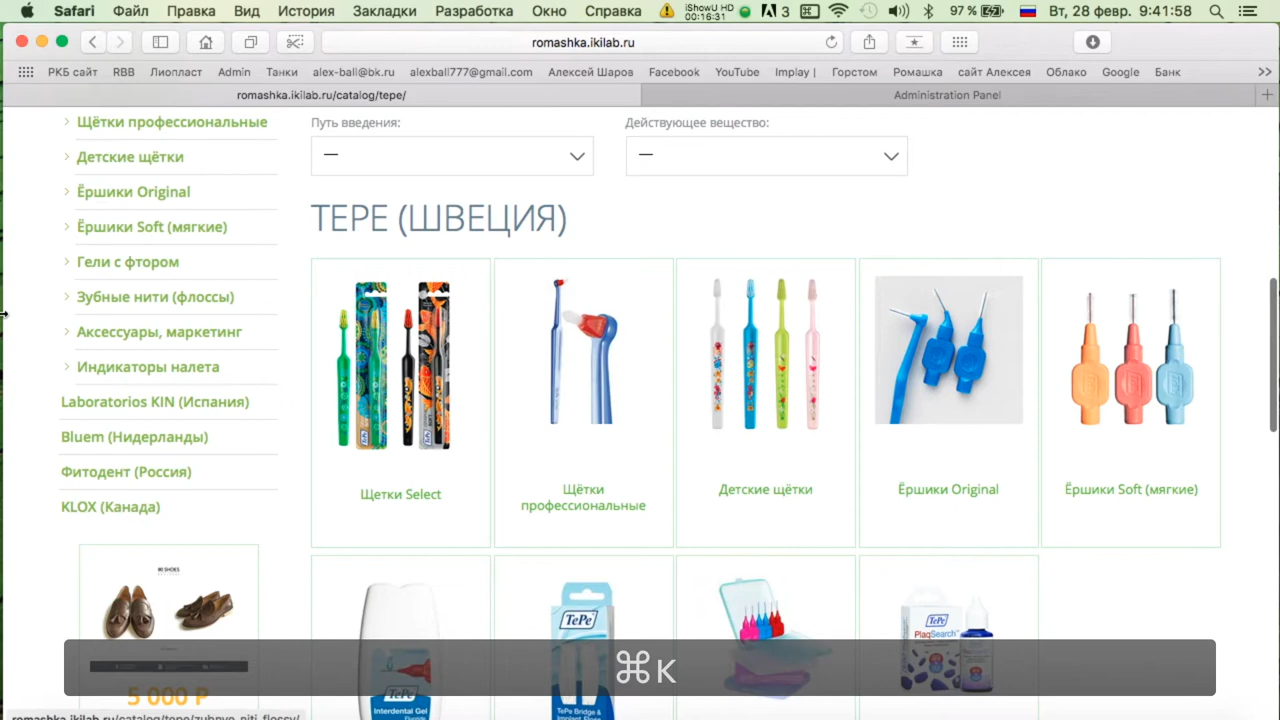 Safari Файл Правка Вид История Закладки Разработка Окно Справка iShowU HD 00:16:31 3 97 % Вт, 28 февр. 9:41:58
romashka.ikilab.ru
РКБ сайт RBB Лиопласт Admin Танки alex-ball@bk.ru alexball777@gmail.com Алексей Шаров Facebook YouTube Implay | Горстом Ромашка сайт Алексея Облако Google Банк >>
romashka.ikilab.ru/catalog/tepe/ Administration Panel +
Щётки профессиональные
Детские щётки
Ёршики Original
Ёршики Soft (мягкие)
Гели с фтором
Зубные нити (флоссы)
Аксессуары, маркетинг
Индикаторы налета
Laboratorios KIN (Испания)
Bluem (Нидерланды)
Фитодент (Россия)
KLOX (Канада)
IKI SHOES
5 000 Р
Путь введения: Действующее вещество:
— —
TEPE (ШВЕЦИЯ)
Щетки Select
Щётки
профессиональные
Детские щётки
Ёршики Original
Ёршики Soft (мягкие)
TePe
Interdental Gel
TePe
TePe Bridge &
Implant Floss
TePe
PlaqSearch
⌘K
romashka.ikilab.ru/catalog/tepe/zubnye_niti_flossy/